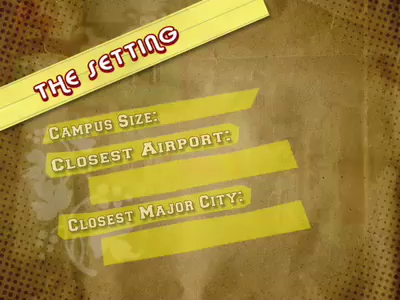 THE SETTING
CAMPUS SIZE:
CLOSEST AIRPORT:
CLOSEST MAJOR CITY: